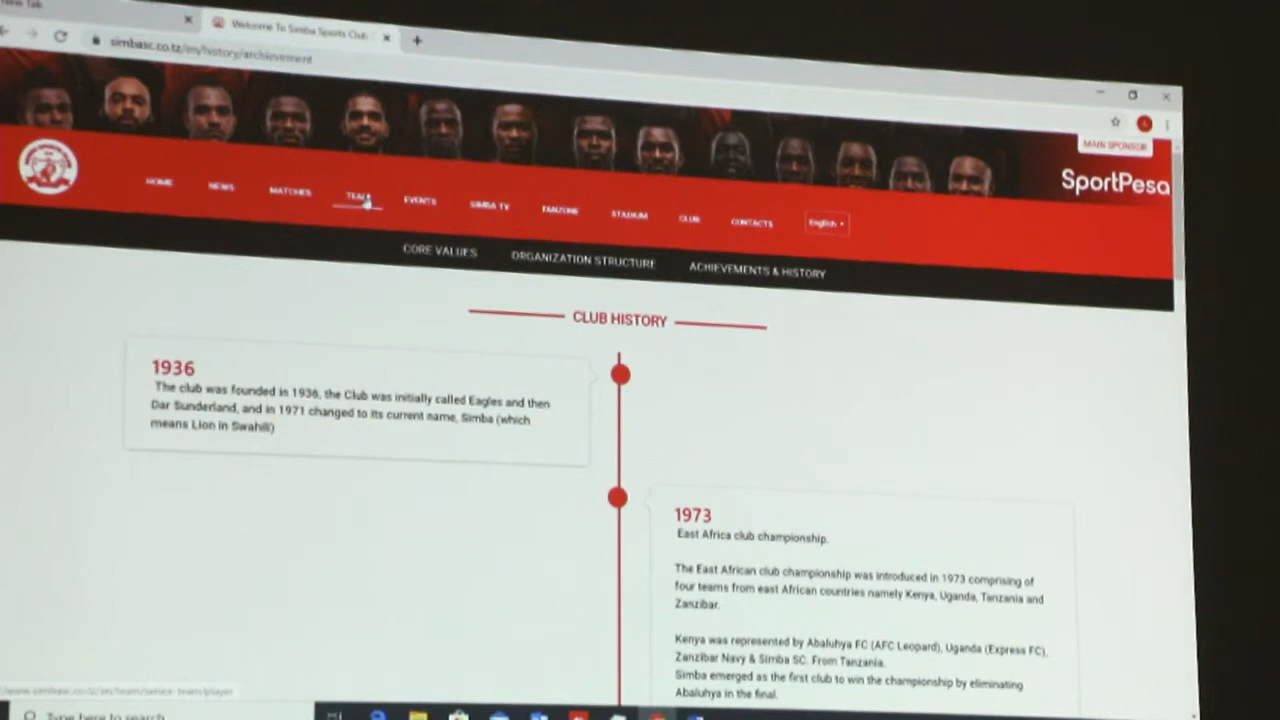 New Tab
Welcome To Simba Sports Club
simbasc.co.tz/en/history/archievement
MAIN SPONSOR
SportPesa
HOME
NEWS
MATCHES
TEAM
EVENTS
SIMBA TV
FANZONE
STADIUM
CLUB
CONTACTS
English
CORE VALUES
ORGANIZATION STRUCTURE
ACHIEVEMENTS & HISTORY
CLUB HISTORY
1936
The club was founded in 1936, the Club was initially called Eagles and then
Dar Sunderland, and in 1971 changed to its current name, Simba (which
means Lion in Swahili)
1973
East Africa club championship.
The East African club championship was introduced in 1973 comprising of
four teams from east African countries namely Kenya, Uganda, Tanzania and
Zanzibar.
Kenya was represented by Abaluhya FC (AFC Leopard), Uganda (Express FC),
Zanzibar Navy & Simba SC. From Tanzania.
Simba emerged as the first club to win the championship by eliminating
Abaluhya in the final.
Type here to search